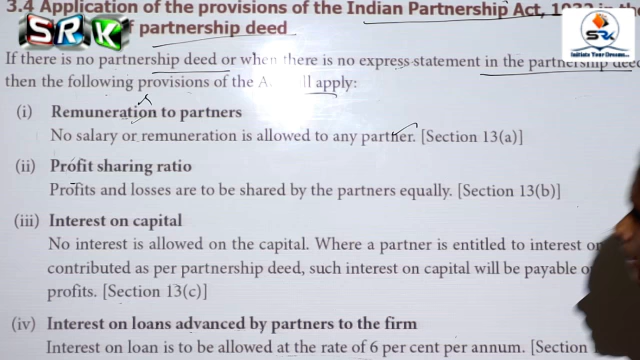 3.4 Application of the provisions of the Indian Partnership Act, 1932 in the
SRK partnership deed
SRK
Initiate Your Dreams...
If there is no partnership deed or when there is no express statement in the partnership deed
then the following provisions of the apply:
(i) Remuneration to partners
No salary or remuneration is allowed to any partner. [Section 13(a)]
(ii) Profit sharing ratio
Profits and losses are to be shared by the partners equally. [Section 13(b)]
(iii) Interest on capital
No interest is allowed on the capital. Where a partner is entitled to interest
contributed as per partnership deed, such interest on capital will be payable
profits. [Section 13(c)]
(iv) Interest on loans advanced by partners to the firm
Interest on loan is to be allowed at the rate of 6 per cent per annum. [Section